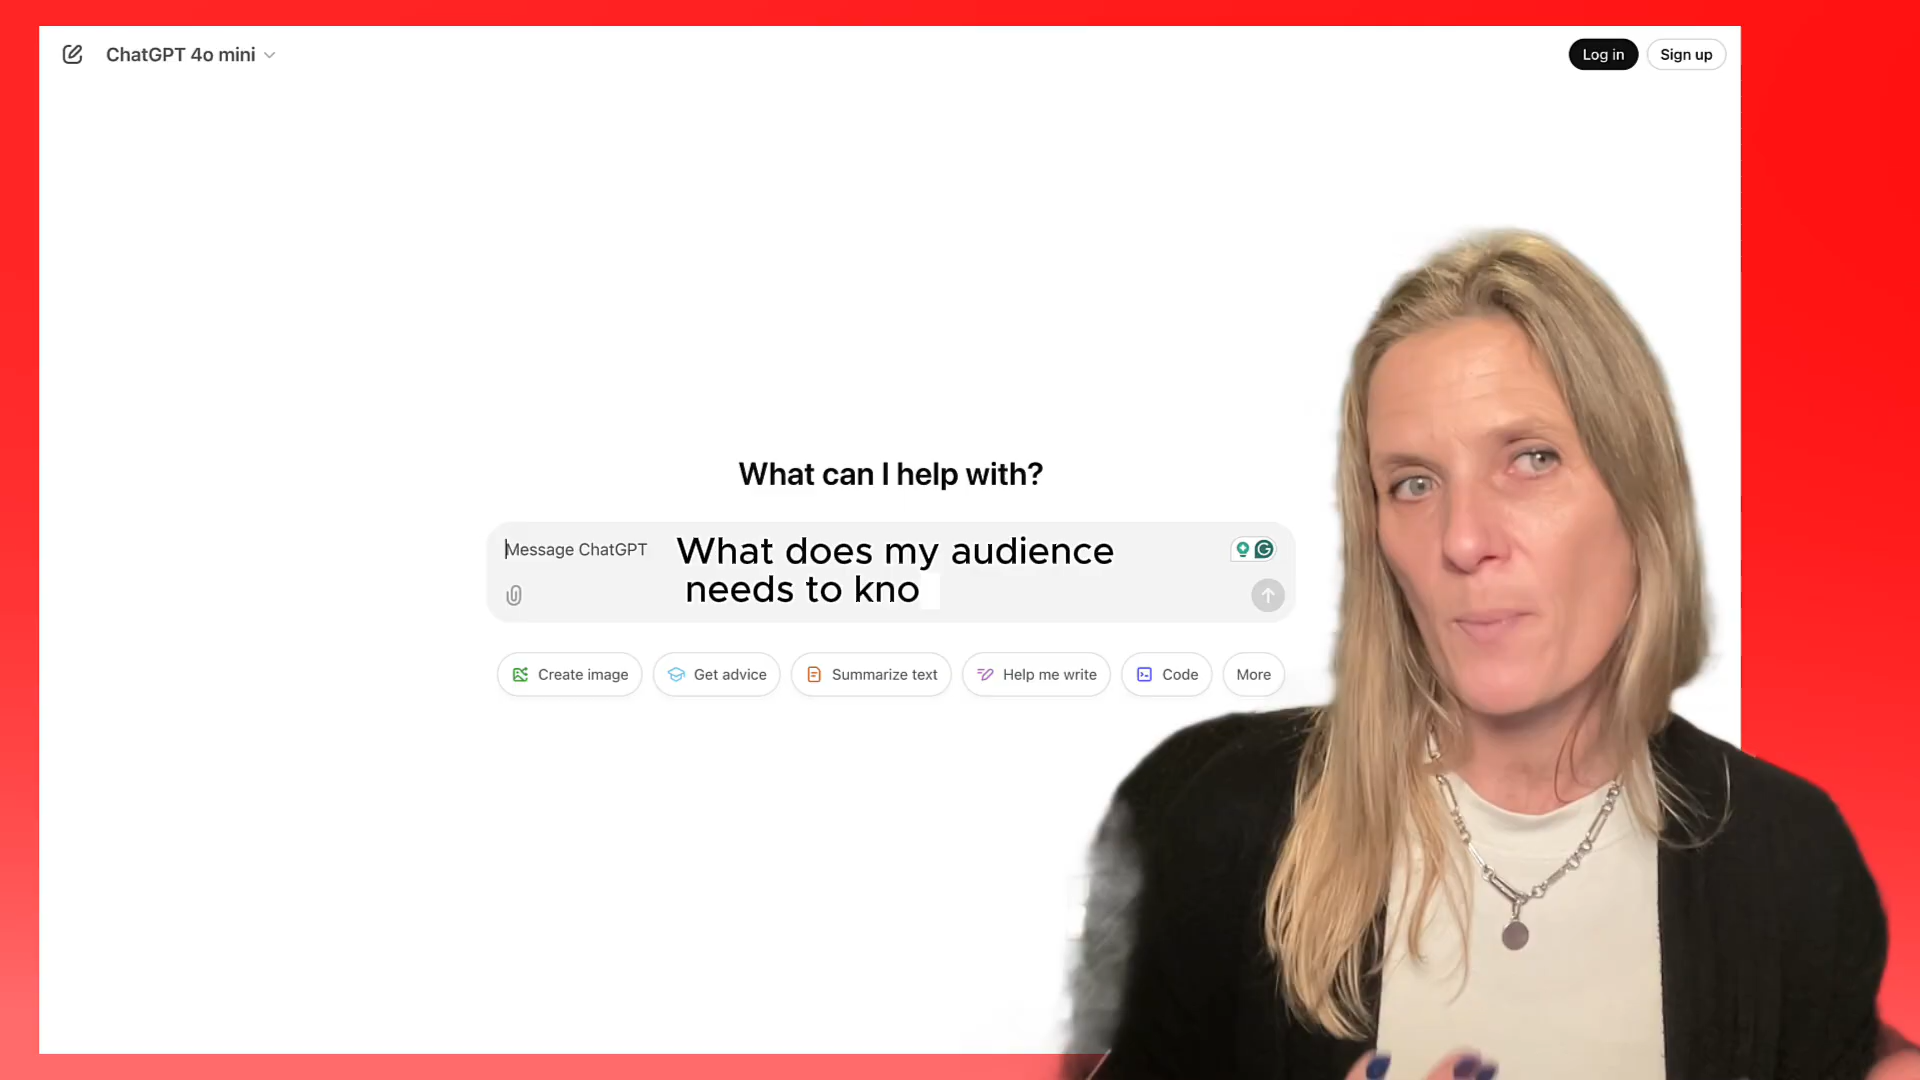 ChatGPT 4o mini
Log in
Sign up
What can I help with?
Message ChatGPT
What does my audience
needs to kno
Create image
Get advice
Summarize text
Help me write
Code
More